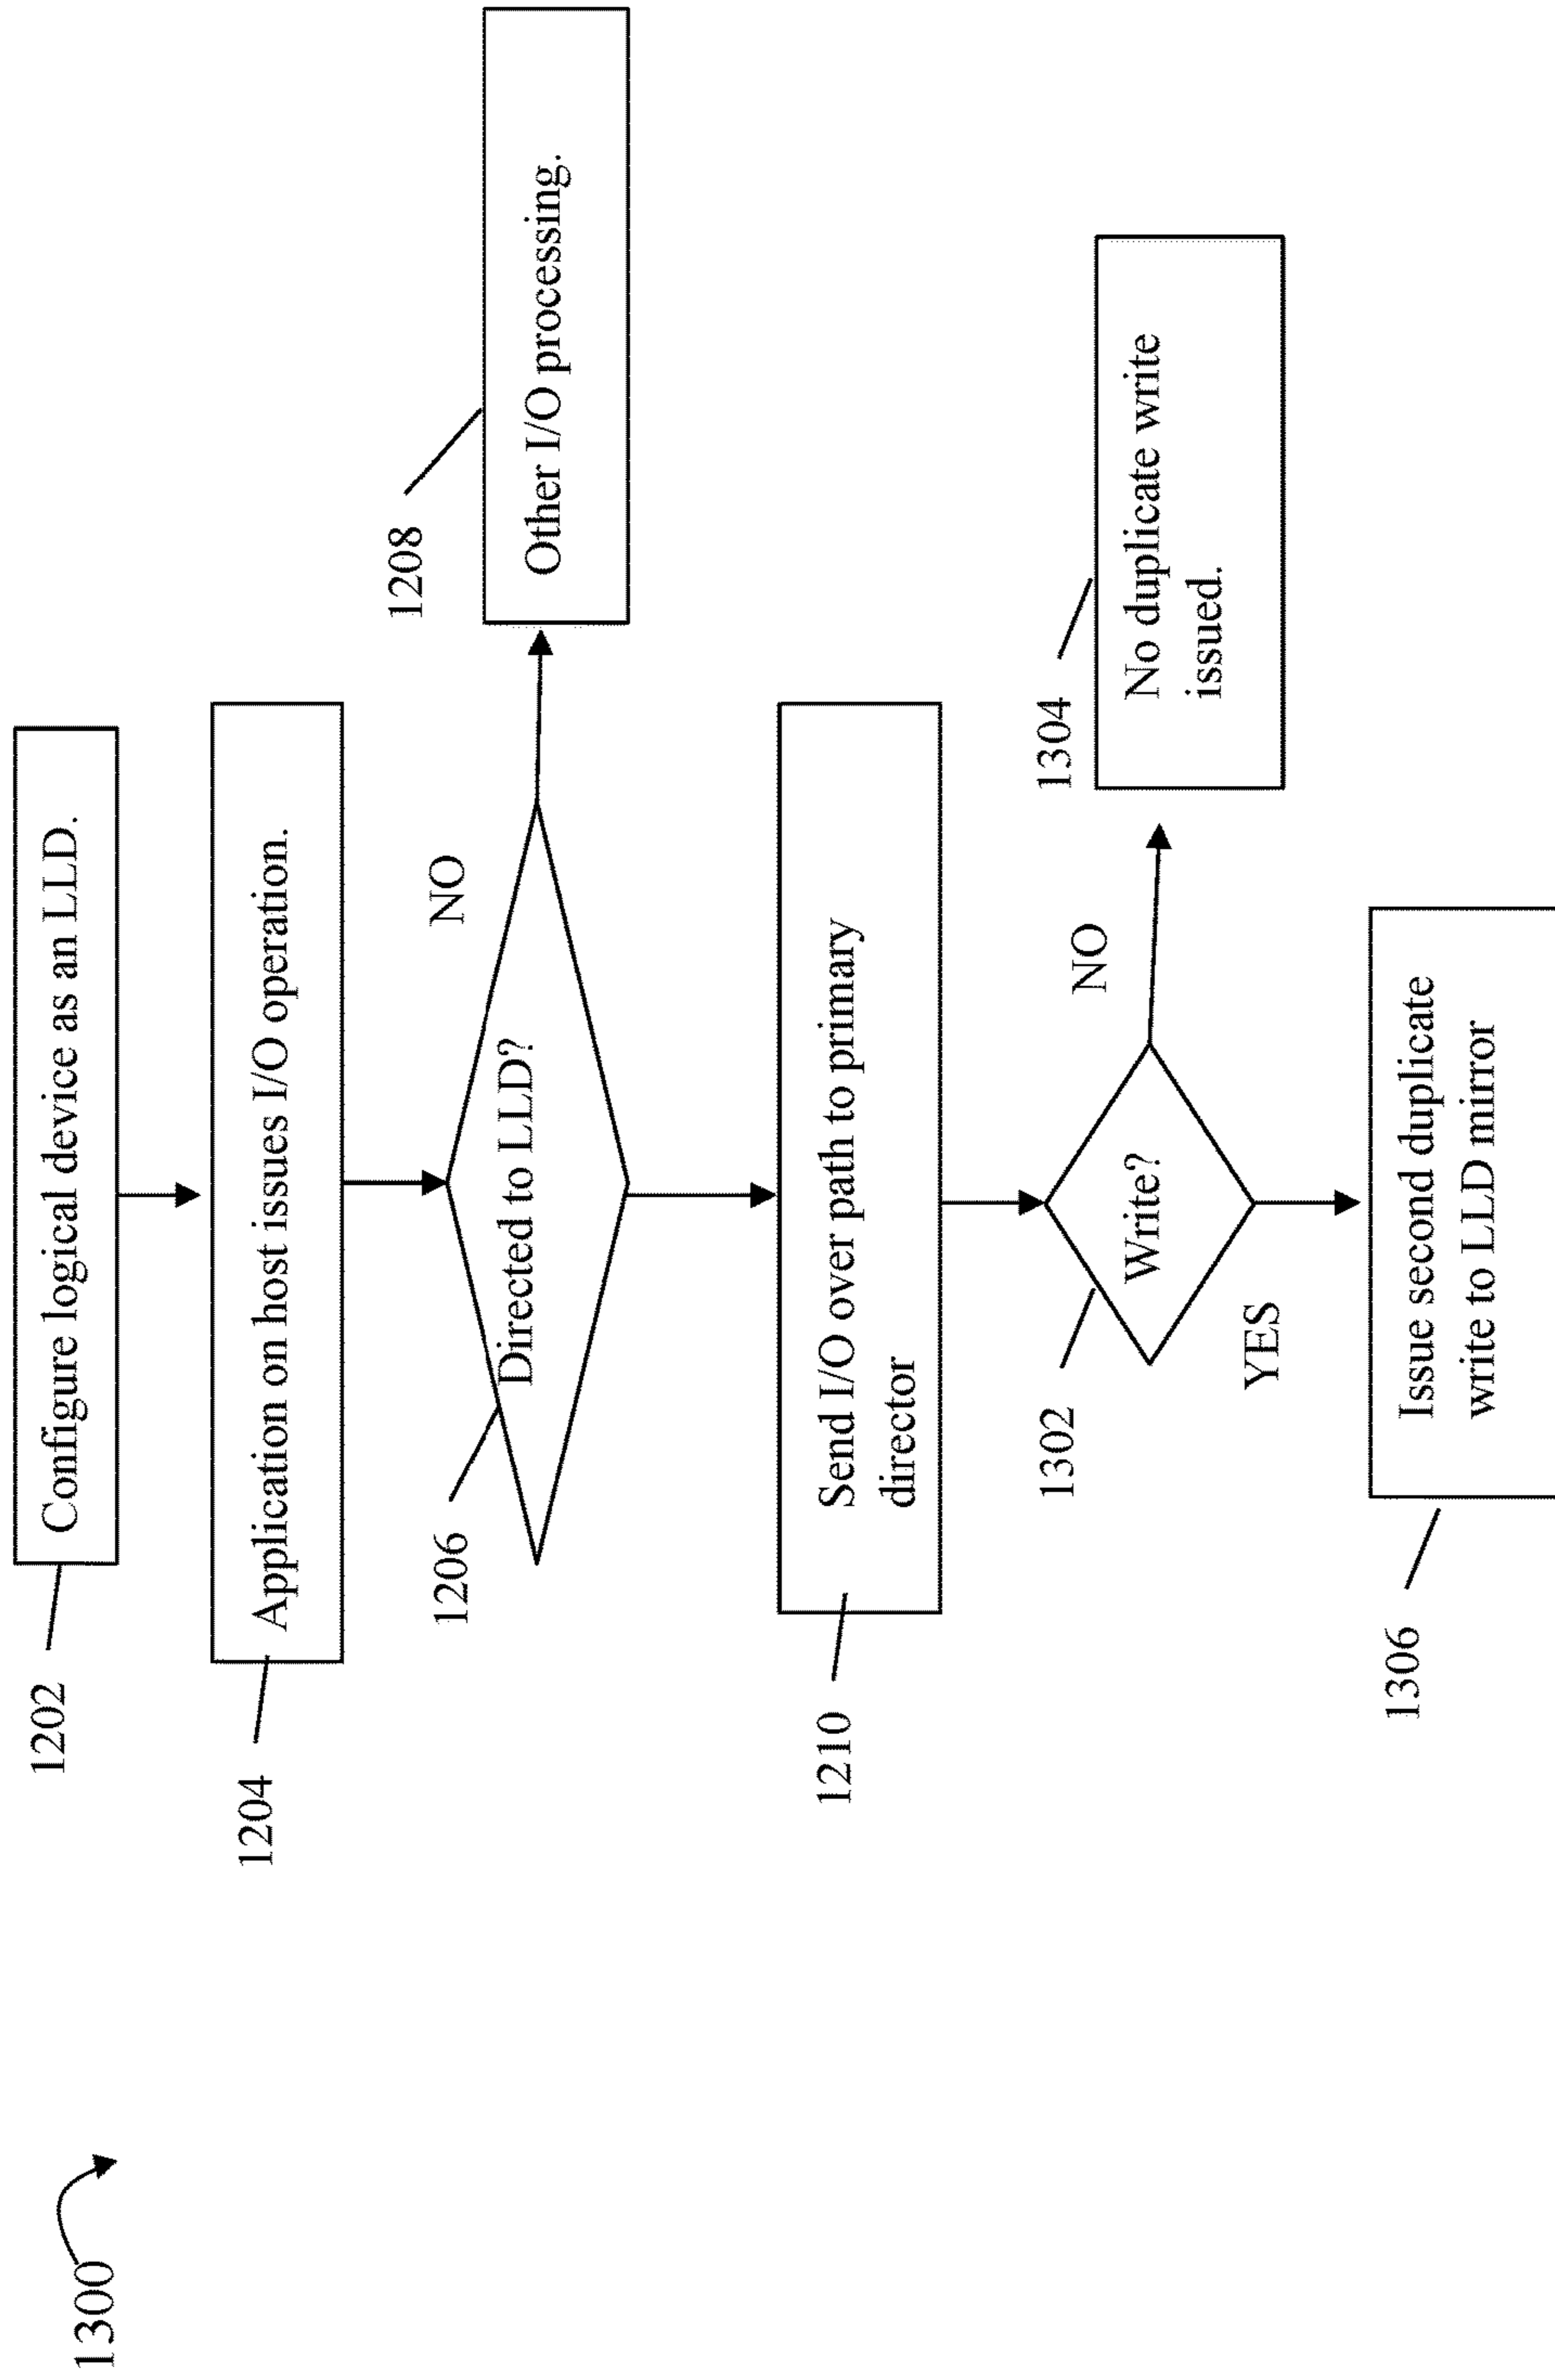 1300
1202
Configure logical device as an LLD.
1204
Application on host issues I/O operation.
1206
Directed to LLD?
NO
1208
Other I/O processing.
1210
Send I/O over path to primary
director
1302
Write?
NO
1304
No duplicate write
issued.
YES
1306
Issue second duplicate
write to LLD mirror